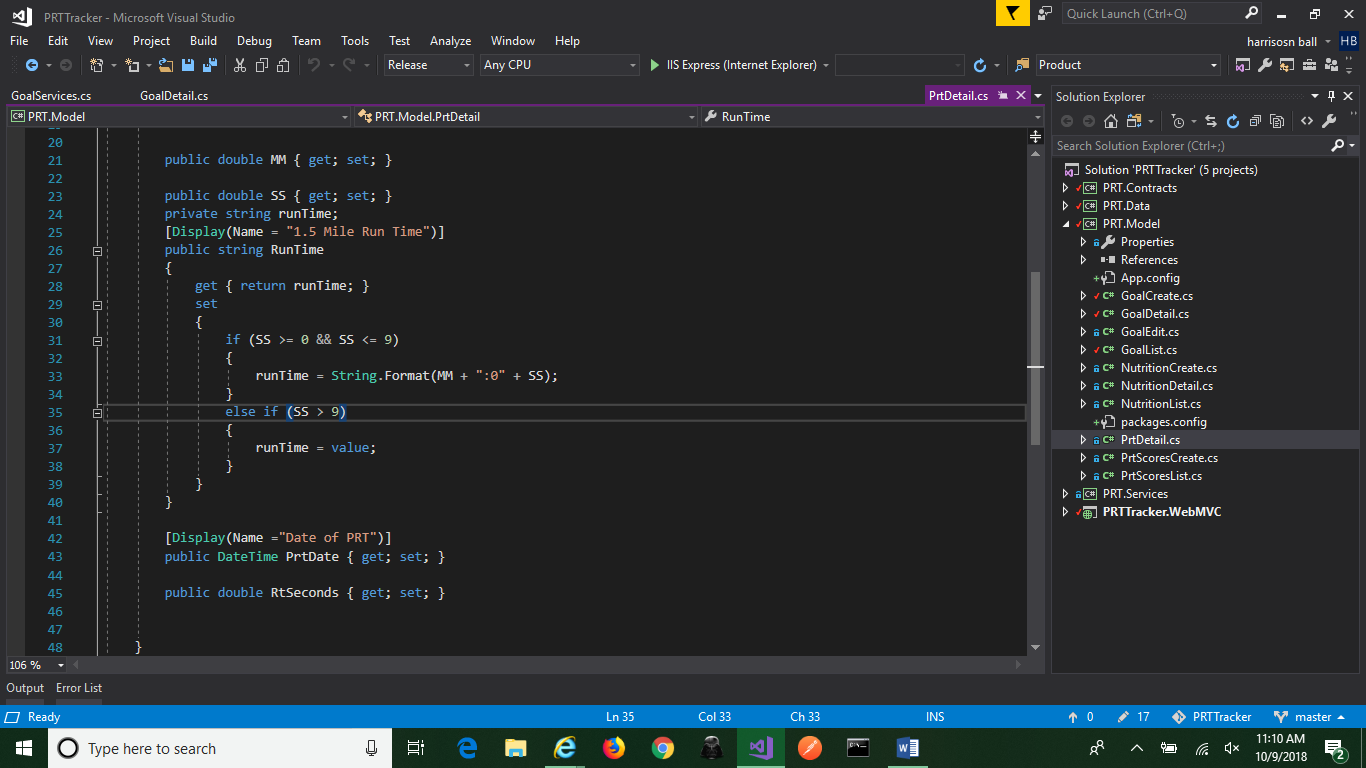 PRTTracker - Microsoft Visual Studio
Quick Launch (Ctrl+Q)
File Edit View Project Build Debug Team Tools Test Analyze Window Help
harrisosn ball HB
Release Any CPU IIS Express (Internet Explorer) Product
GoalServices.cs GoalDetail.cs PrtDetail.cs
PRT.Model PRT.Model.PrtDetail RunTime
20
21 public double MM { get; set; }
22
23 public double SS { get; set; }
24 private string runTime;
25 [Display(Name = "1.5 Mile Run Time")]
26 public string RunTime
27 {
28 get { return runTime; }
29 set
30 {
31 if (SS >= 0 && SS <= 9)
32 {
33 runTime = String.Format(MM + ":0" + SS);
34 }
35 else if (SS > 9)
36 {
37 runTime = value;
38 }
39 }
40 }
41
42 [Display(Name ="Date of PRT")]
43 public DateTime PrtDate { get; set; }
44
45 public double RtSeconds { get; set; }
46
47
48 }
106 %
Solution Explorer
Search Solution Explorer (Ctrl+;)
Solution 'PRTTracker' (5 projects)
C# PRT.Contracts
C# PRT.Data
C# PRT.Model
Properties
References
App.config
C# GoalCreate.cs
C# GoalDetail.cs
C# GoalEdit.cs
C# GoalList.cs
C# NutritionCreate.cs
C# NutritionDetail.cs
C# NutritionList.cs
packages.config
C# PrtDetail.cs
C# PrtScoresCreate.cs
C# PrtScoresList.cs
C# PRT.Services
PRTTracker.WebMVC
Output Error List
Ready Ln 35 Col 33 Ch 33 INS 0 17 PRTTracker master
Type here to search
11:10 AM
10/9/2018
2